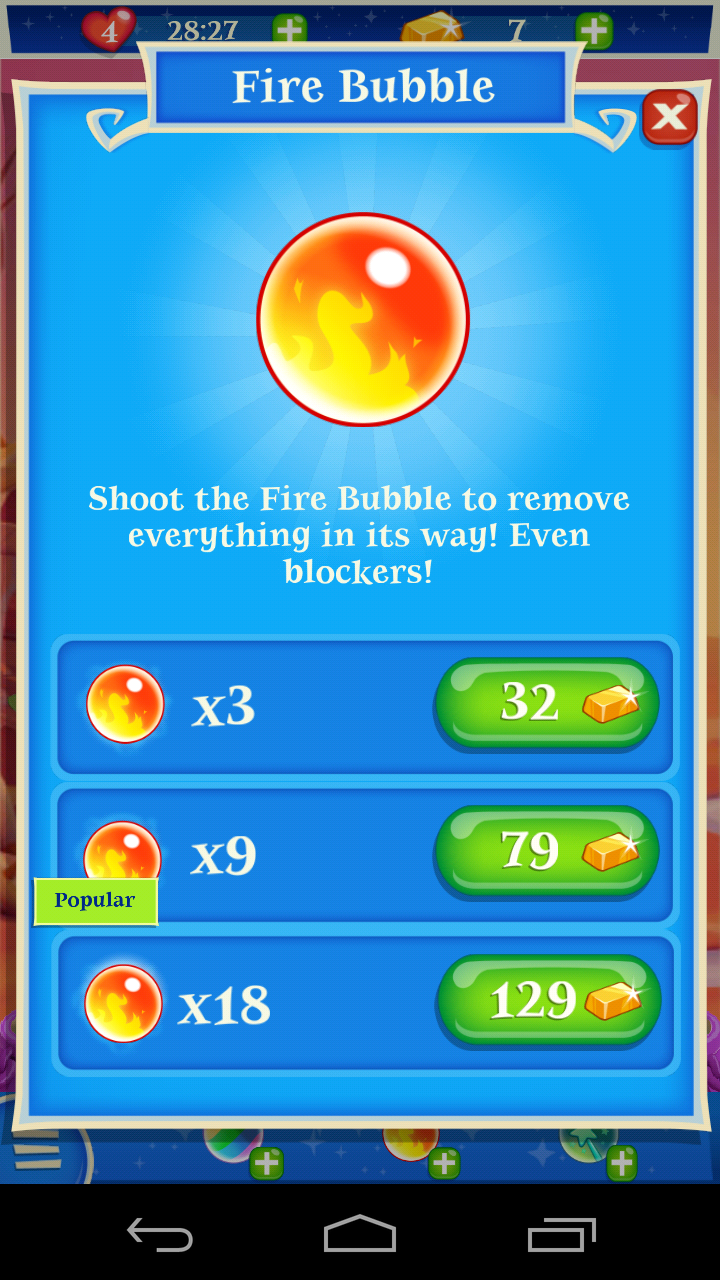 4 28:27 7
Fire Bubble
Shoot the Fire Bubble to remove
everything in its way! Even
blockers!
x3 32
x9 79
Popular
x18 129